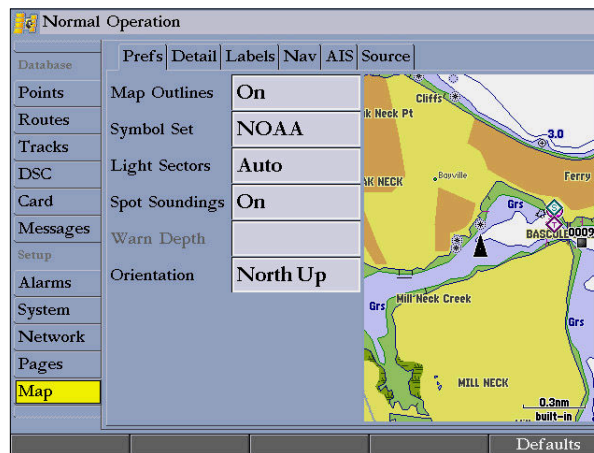 Normal Operation
Database
Points
Routes
Tracks
DSC
Card
Messages
Setup
Alarms
System
Network
Pages
Map
Prefs Detail Labels Nav AIS Source
Map Outlines On
Symbol Set NOAA
Light Sectors Auto
Spot Soundings On
Warn Depth
Orientation North Up
Cliffs
k Neck Pt
3.0
Bayville
Ferry
AK NECK
Grs
S
T
BASCULE
0009
Grs
Mill Neck Creek
Grs
MILL NECK
0.3nm
built-in
Defaults